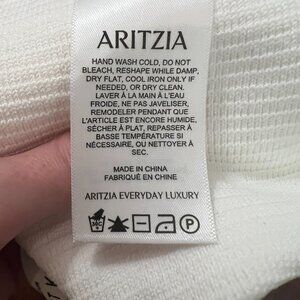 ARITZIA
HAND WASH COLD, DO NOT
BLEACH, RESHAPE WHILE DAMP,
DRY FLAT, COOL IRON ONLY IF
NEEDED, OR DRY CLEAN.
LAVER À LA MAIN À L'EAU
FROIDE, NE PAS JAVELISER,
REMODELER PENDANT QUE
L'ARTICLE EST ENCORE HUMIDE,
SÉCHER À PLAT, REPASSER À
BASSE TEMPÉRATURE SI
NÉCESSAIRE, OU NETTOYER À
SEC.
MADE IN CHINA
FABRIQUÉ EN CHINE
ARITZIA EVERYDAY LUXURY
P